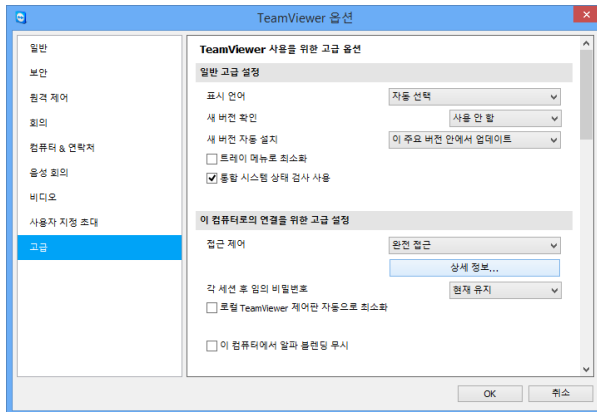 TeamViewer 옵션
일반
보안
원격 제어
회의
컴퓨터 & 연락처
음성 회의
비디오
사용자 지정 초대
고급
TeamViewer 사용을 위한 고급 옵션
일반 고급 설정
표시 언어 자동 선택
새 버전 확인 사용 안 함
새 버전 자동 설치 이 주요 버전 안에서 업데이트
트레이 메뉴로 최소화
통합 시스템 상태 검사 사용
이 컴퓨터로의 연결을 위한 고급 설정
접근 제어 완전 접근
상세 정보...
각 세션 후 임의 비밀번호 현재 유지
로컬 TeamViewer 제어판 자동으로 최소화
이 컴퓨터에서 알파 블렌딩 무시
OK 취소